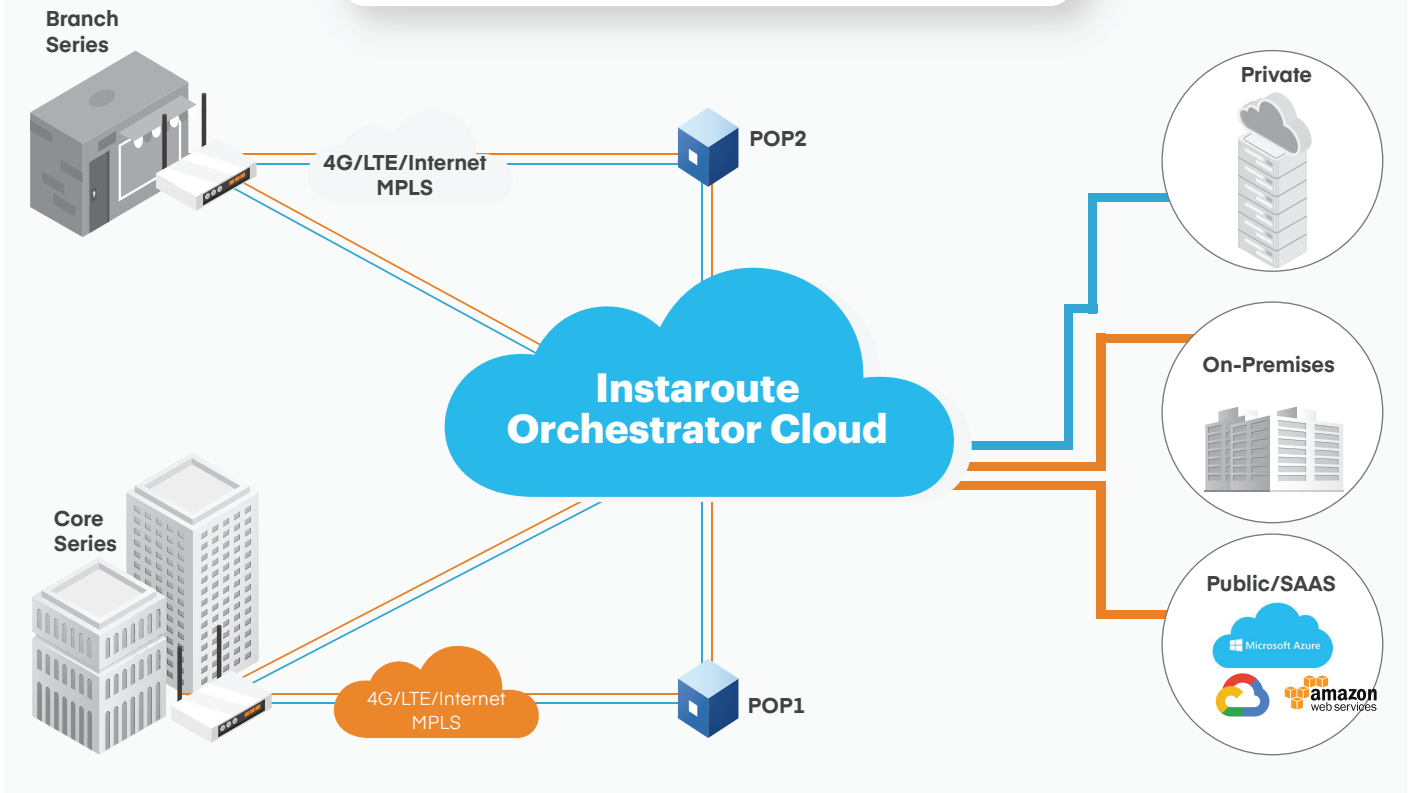 Branch
Series
4G/LTE/Internet
MPLS
POP2
Private
Instaroute
Orchestrator Cloud
On-Premises
Core
Series
4G/LTE/Internet
MPLS
POP1
Public/SAAS
Microsoft Azure
amazon
web services